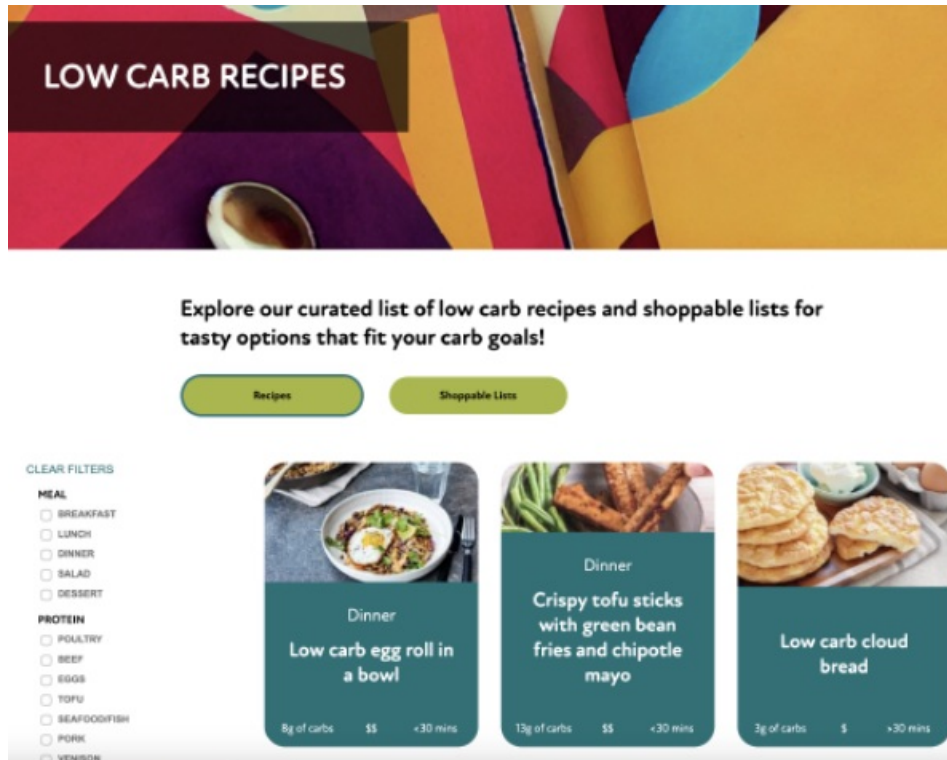 LOW CARB RECIPES
Explore our curated list of low carb recipes and shoppable lists for
tasty options that fit your carb goals!
Recipes
Shoppable Lists
CLEAR FILTERS
MEAL
BREAKFAST
LUNCH
DINNER
SALAD
DESSERT
PROTEIN
POULTRY
BEEF
EGGS
TOFU
SEAFOOD/FISH
PORK
VENISON
Dinner
Low carb egg roll in
a bowl
8g of carbs $$ <30 mins
Dinner
Crispy tofu sticks
with green bean
fries and chipotle
mayo
13g of carbs $$ <30 mins
Low carb cloud
bread
3g of carbs $ >30 mins